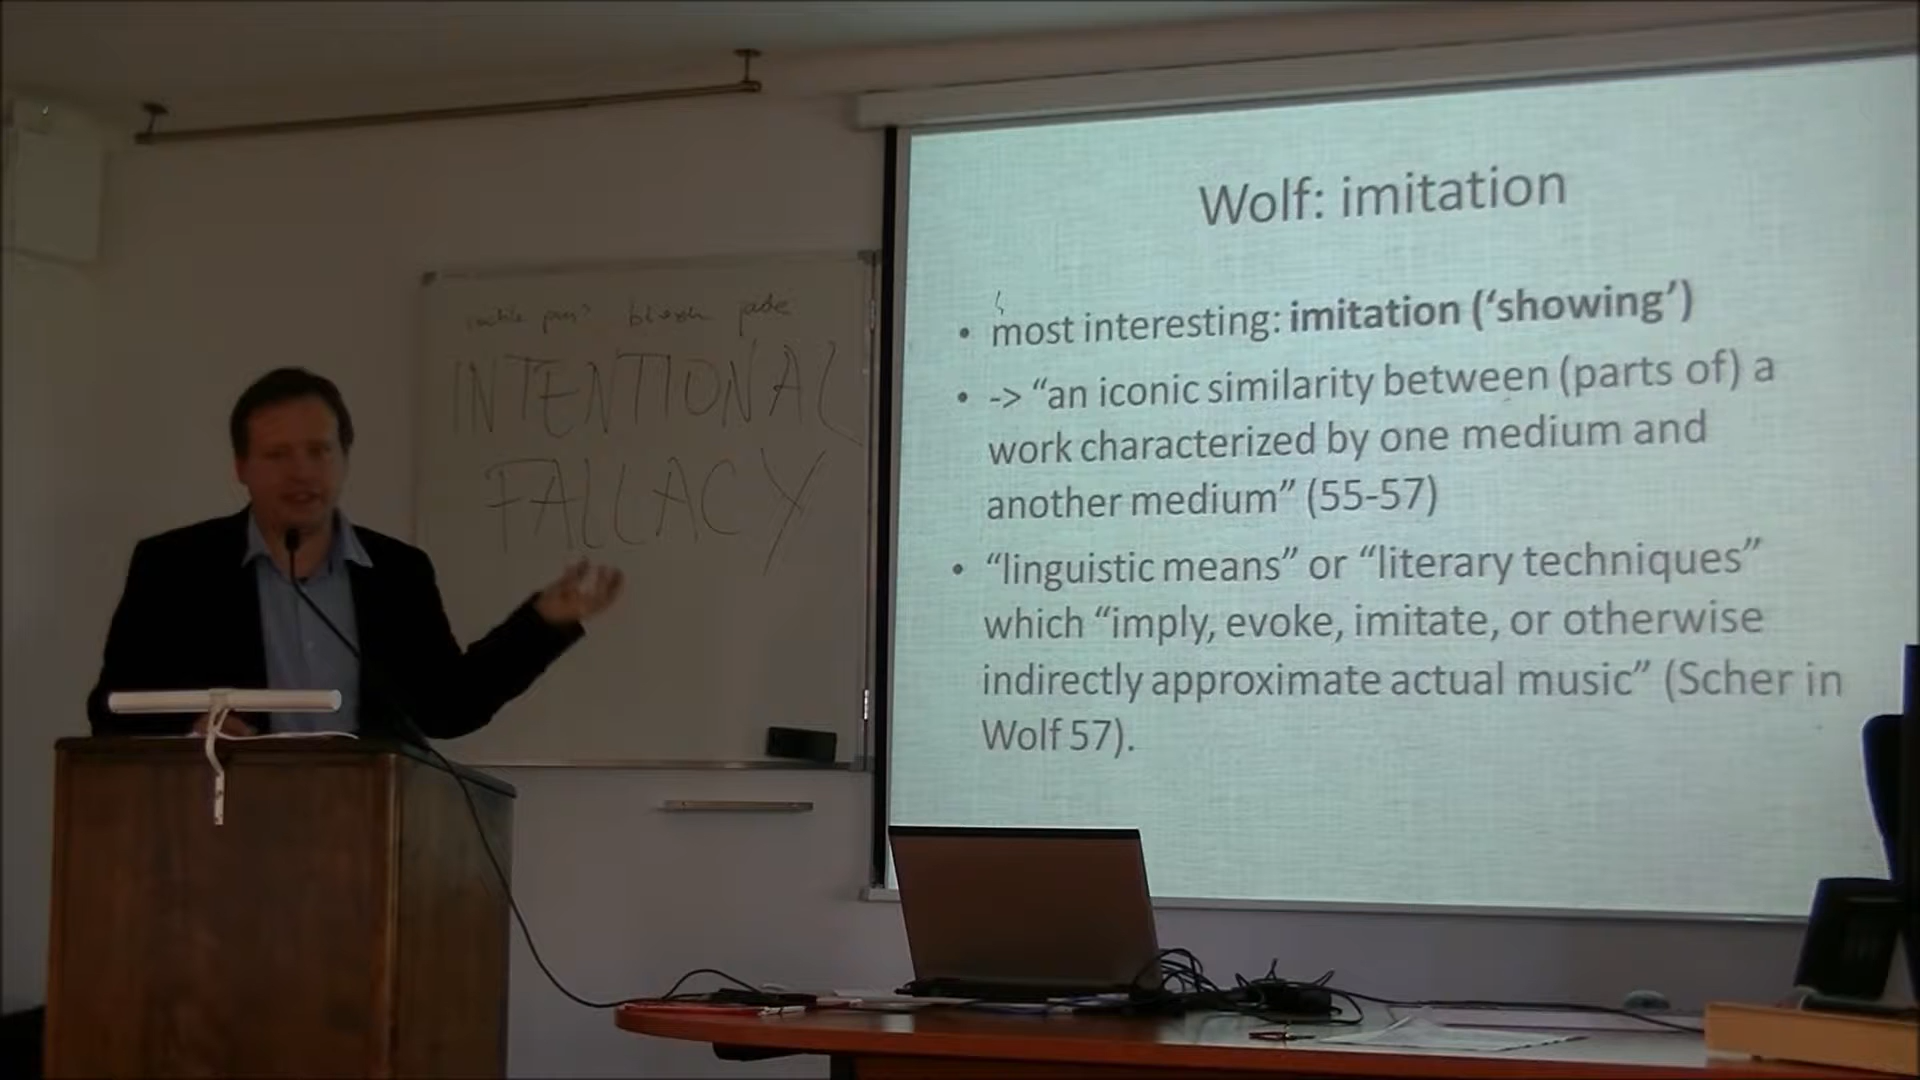 INTENTIONAL
FALLACY
Wolf: imitation
• most interesting: imitation (‘showing’)
• -> “an iconic similarity between (parts of) a
work characterized by one medium and
another medium” (55-57)
• “linguistic means” or “literary techniques”
which “imply, evoke, imitate, or otherwise
indirectly approximate actual music” (Scher in
Wolf 57).